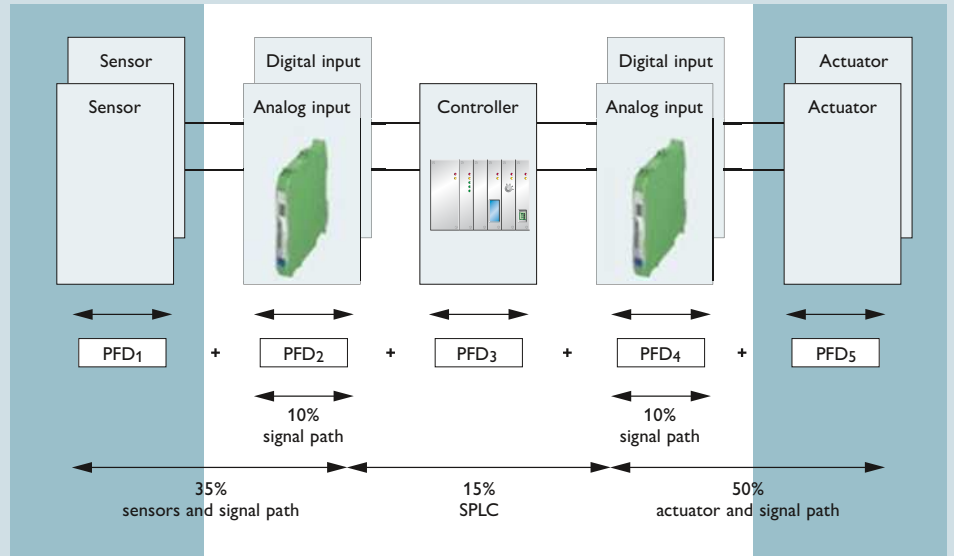 Sensor
Sensor
Digital input
Analog input
Controller
Digital input
Analog input
Actuator
Actuator
PFD1 + PFD2 + PFD3 + PFD4 + PFD5
10%
signal path
10%
signal path
35%
sensors and signal path
15%
SPLC
50%
actuator and signal path